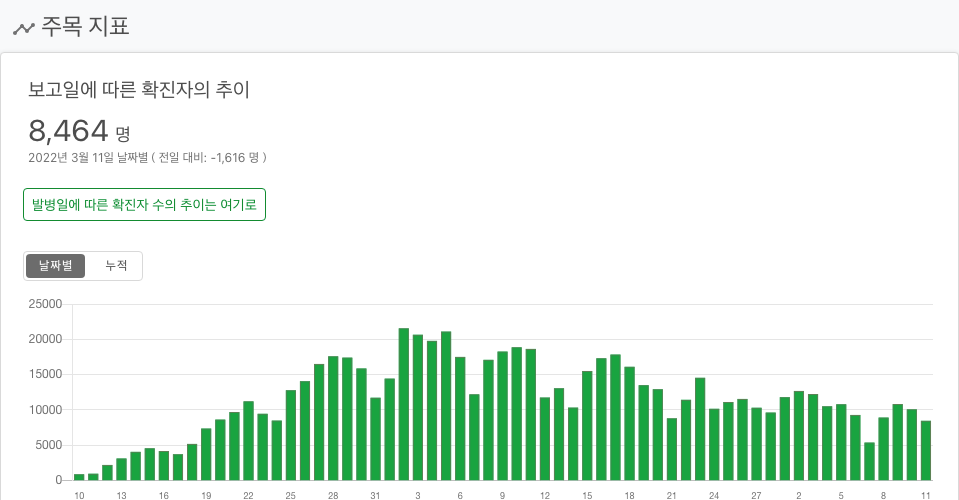 주목 지표
보고일에 따른 확진자의 추이
8,464 명
2022년 3월 11일 날짜별 ( 전일 대비: -1,616 명 )
발병일에 따른 확진자 수의 추이는 여기로
날짜별 누적
25000
20000
15000
10000
5000
0
10 13 16 19 22 25 28 31 3 6 9 12 15 18 21 24 27 2 5 8 11